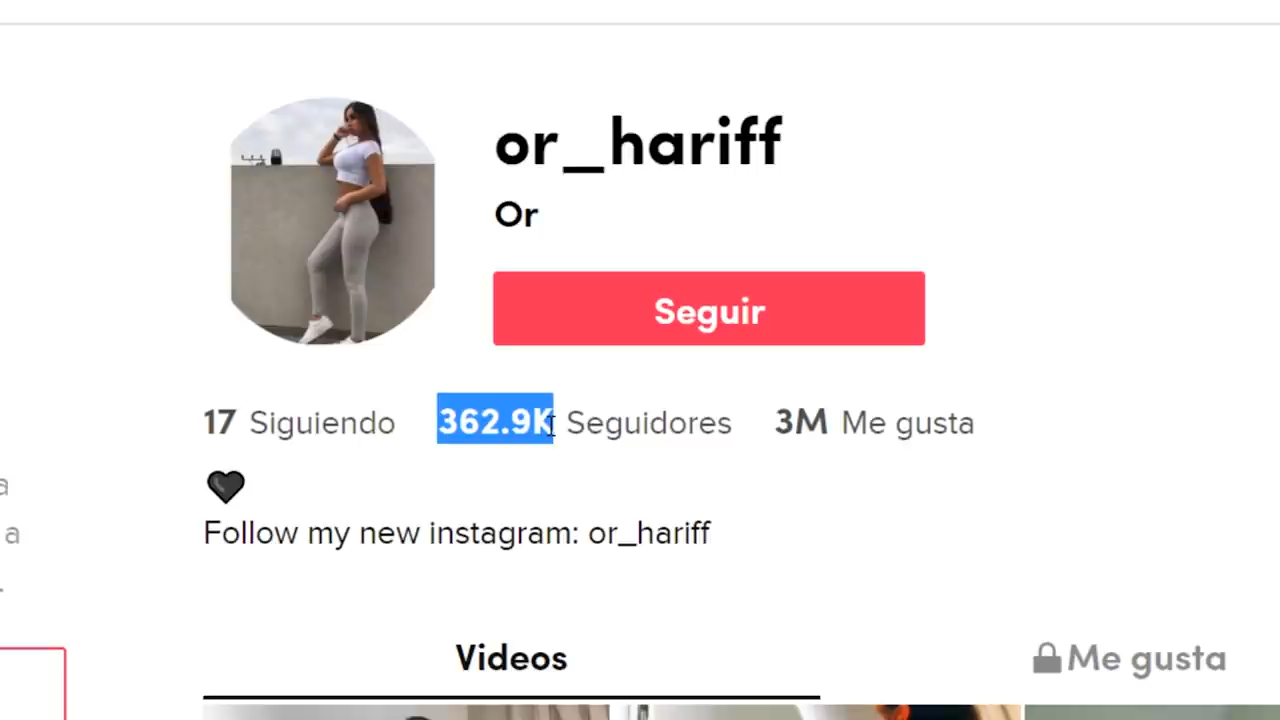 or_hariff
Or
Seguir
17 Siguiendo 362.9K Seguidores 3M Me gusta
🖤
Follow my new instagram: or_hariff
a
a
.
Videos Me gusta